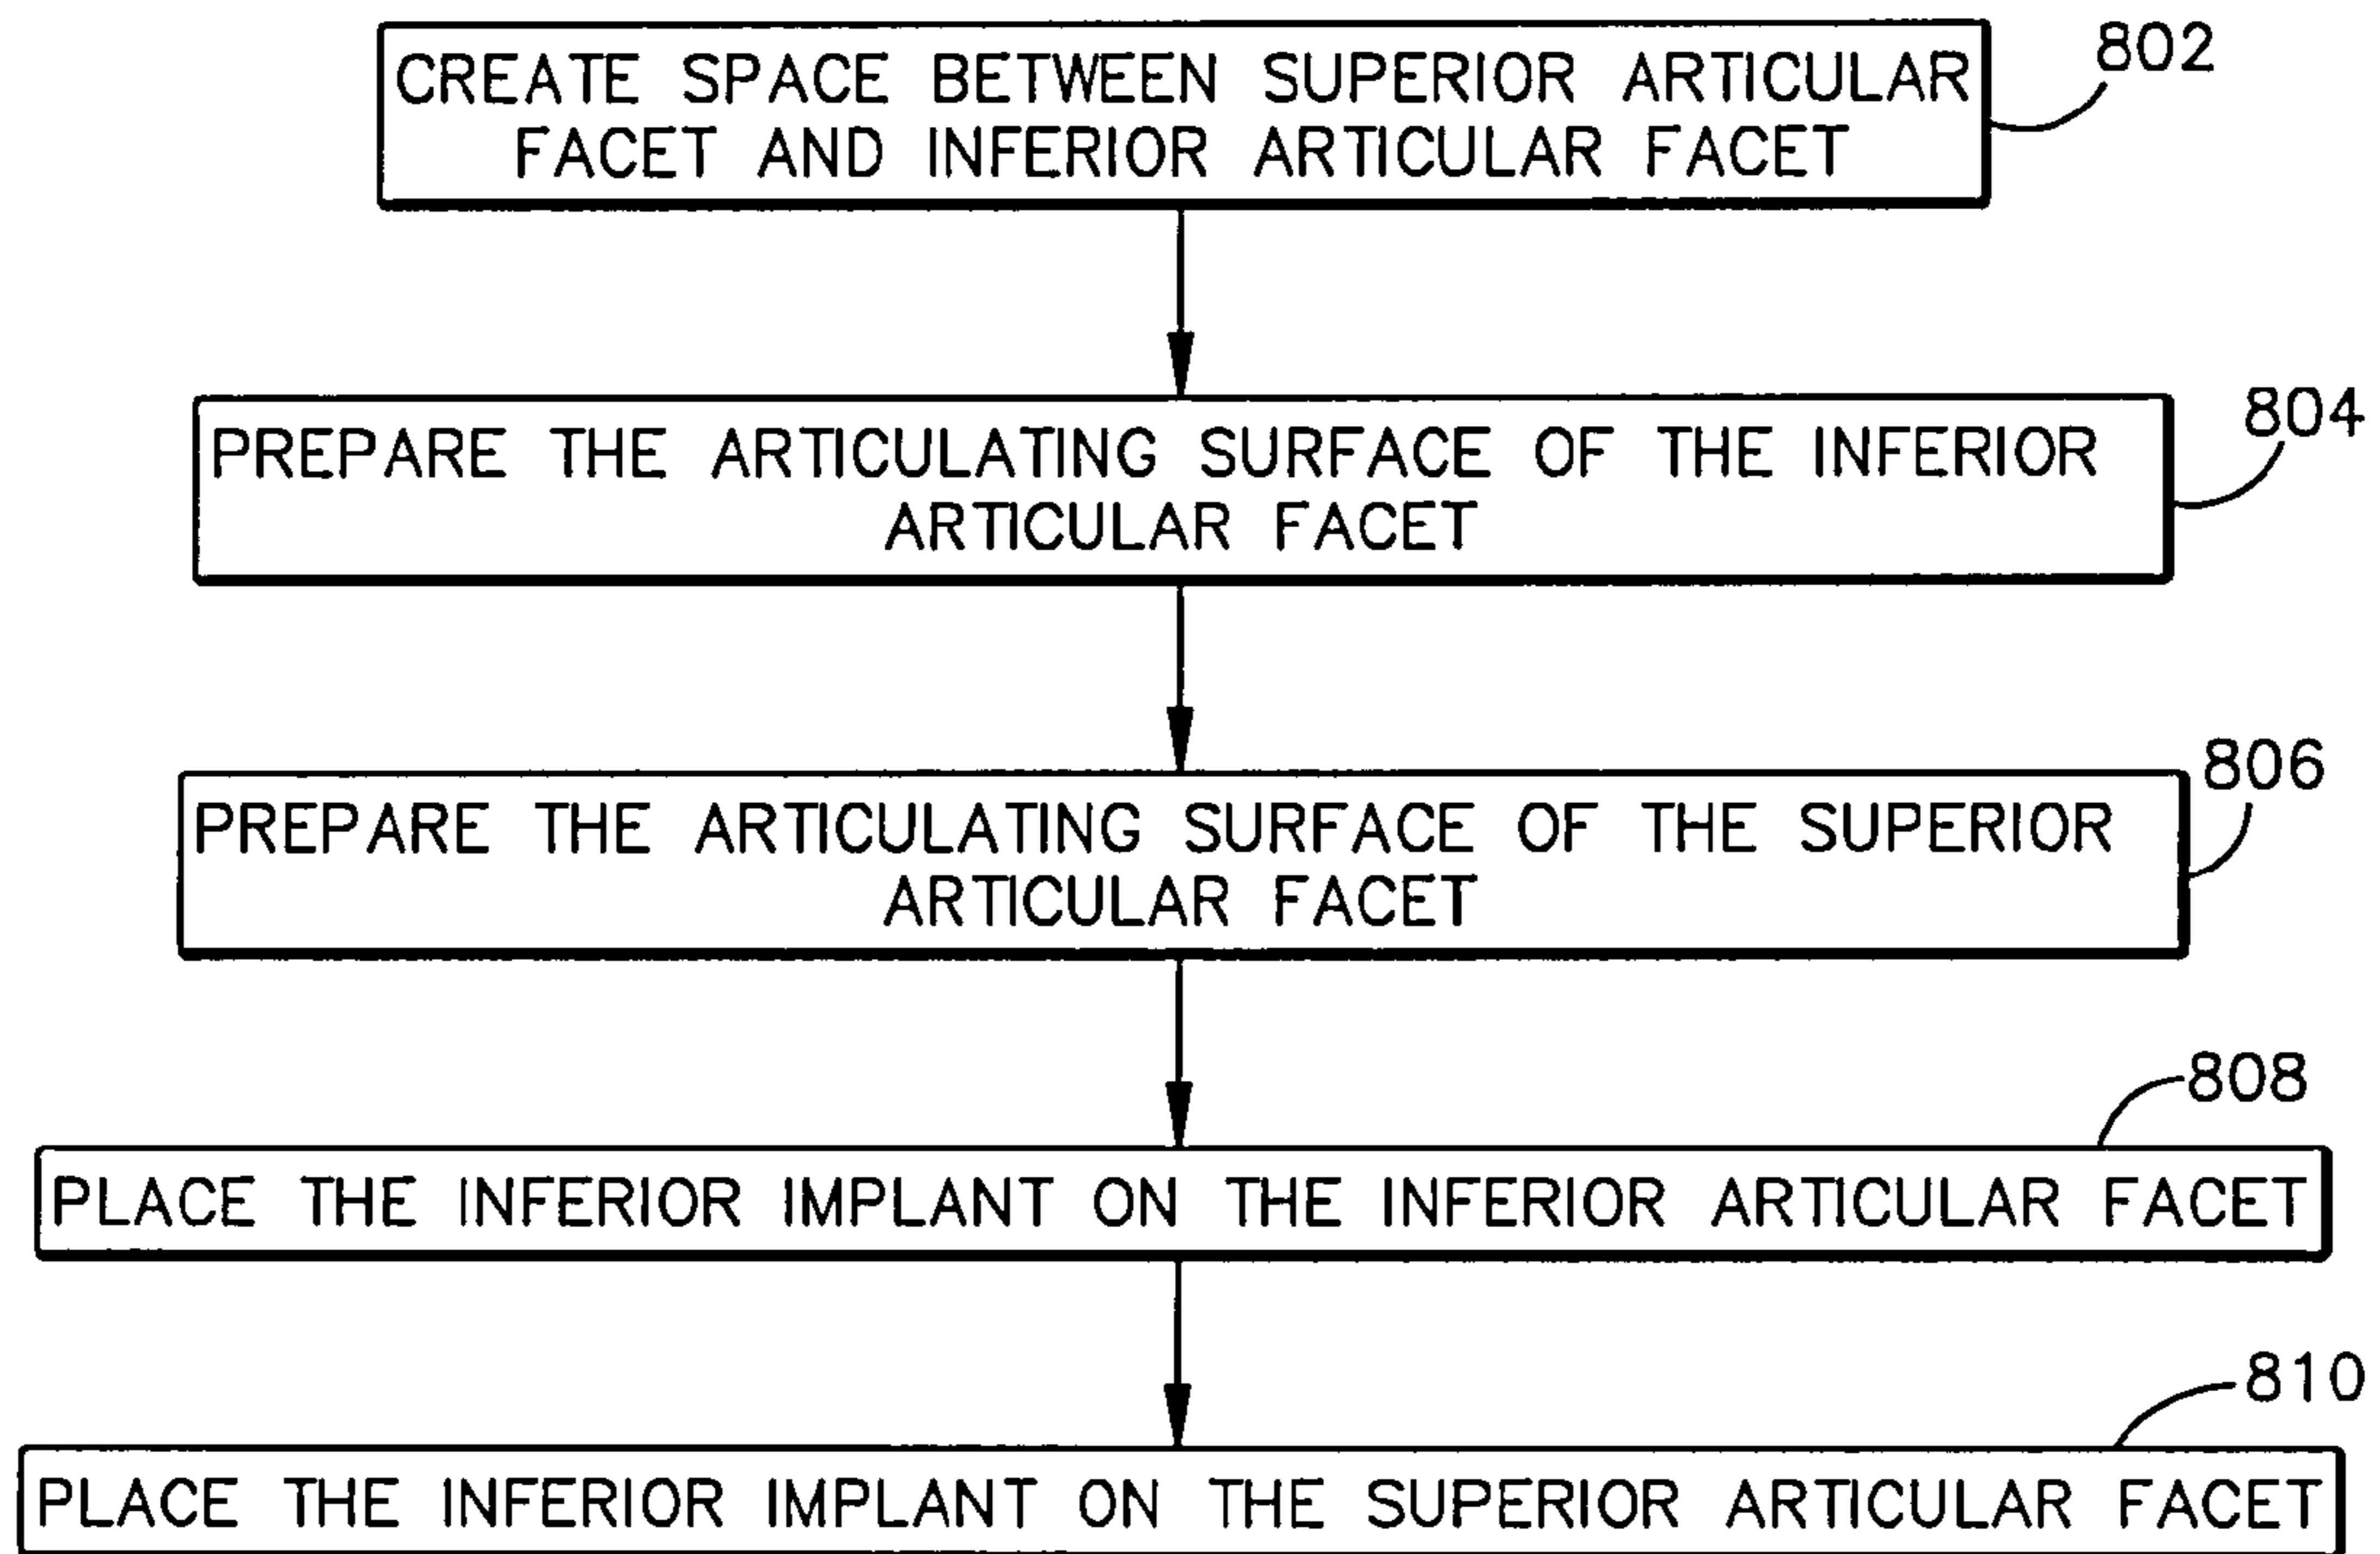 CREATE SPACE BETWEEN SUPERIOR ARTICULAR
FACET AND INFERIOR ARTICULAR FACET
802
PREPARE THE ARTICULATING SURFACE OF THE INFERIOR
ARTICULAR FACET
804
PREPARE THE ARTICULATING SURFACE OF THE SUPERIOR
ARTICULAR FACET
806
808
PLACE THE INFERIOR IMPLANT ON THE INFERIOR ARTICULAR FACET
810
PLACE THE INFERIOR IMPLANT ON THE SUPERIOR ARTICULAR FACET